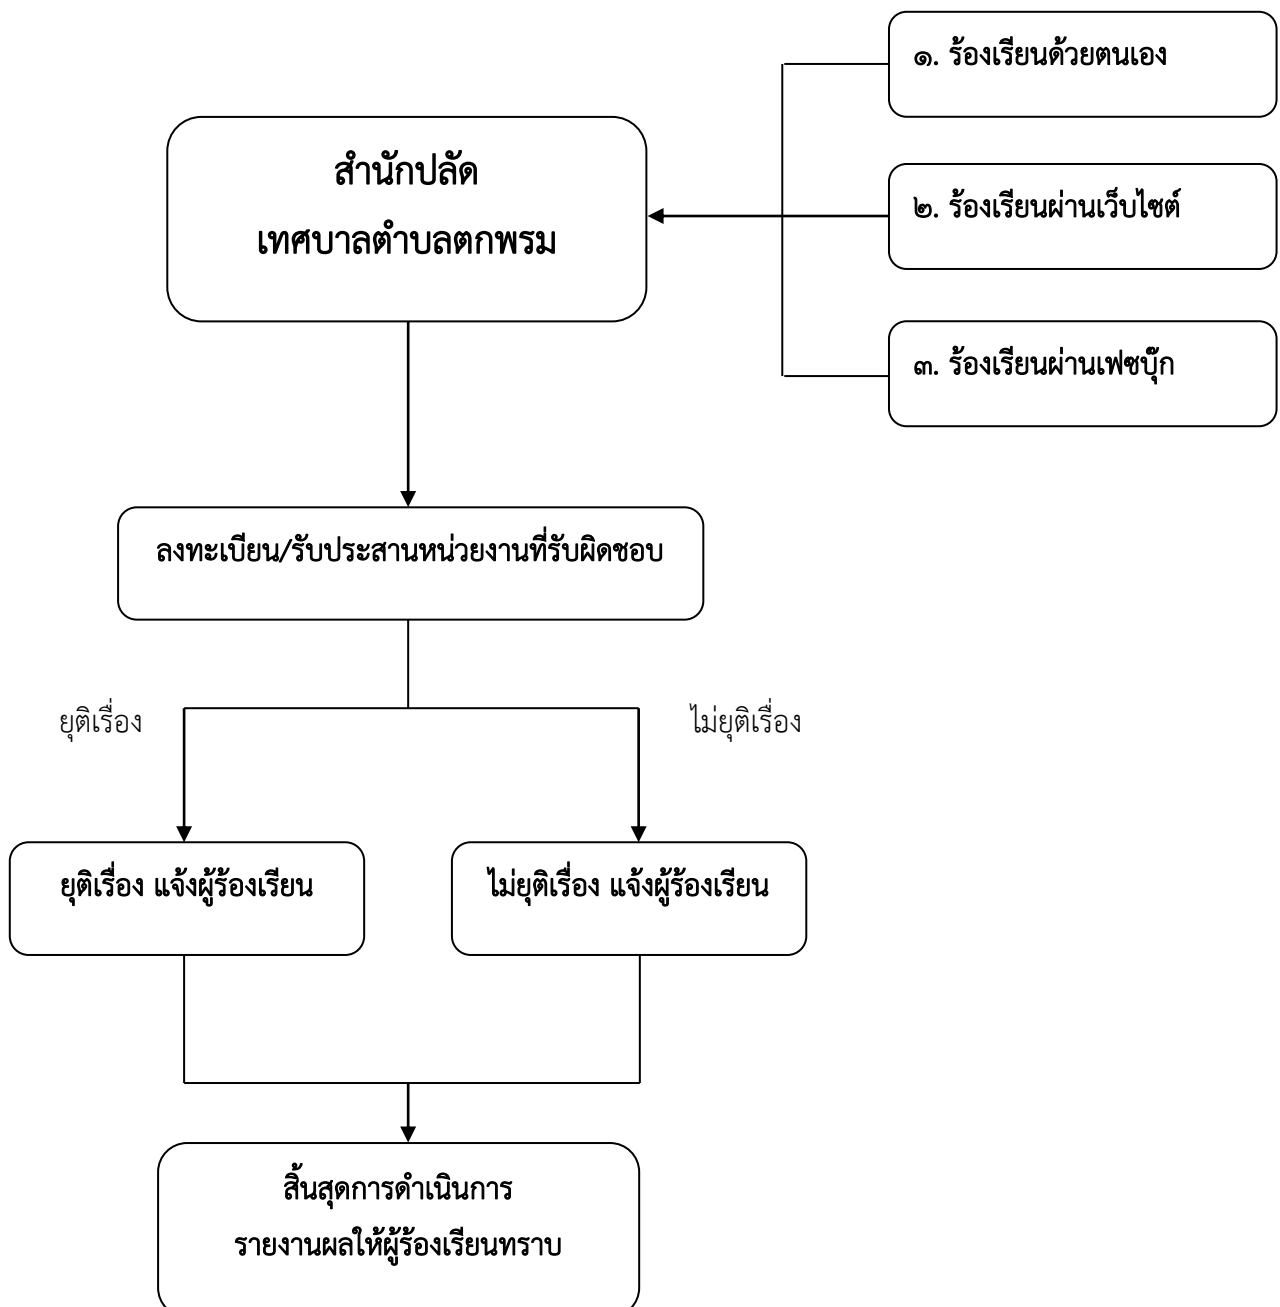 ๑. ร้องเรียนด้วยตนเอง
สำนักปลัด
เทศบาลตำบลตกพรม
๒. ร้องเรียนผ่านเว็บไซต์
๓. ร้องเรียนผ่านเฟซบุ๊ก
ลงทะเบียน/รับประสานหน่วยงานที่รับผิดชอบ
ยุติเรื่อง
ไม่ยุติเรื่อง
ยุติเรื่อง แจ้งผู้ร้องเรียน
ไม่ยุติเรื่อง แจ้งผู้ร้องเรียน
สิ้นสุดการดำเนินการ
รายงานผลให้ผู้ร้องเรียนทราบ